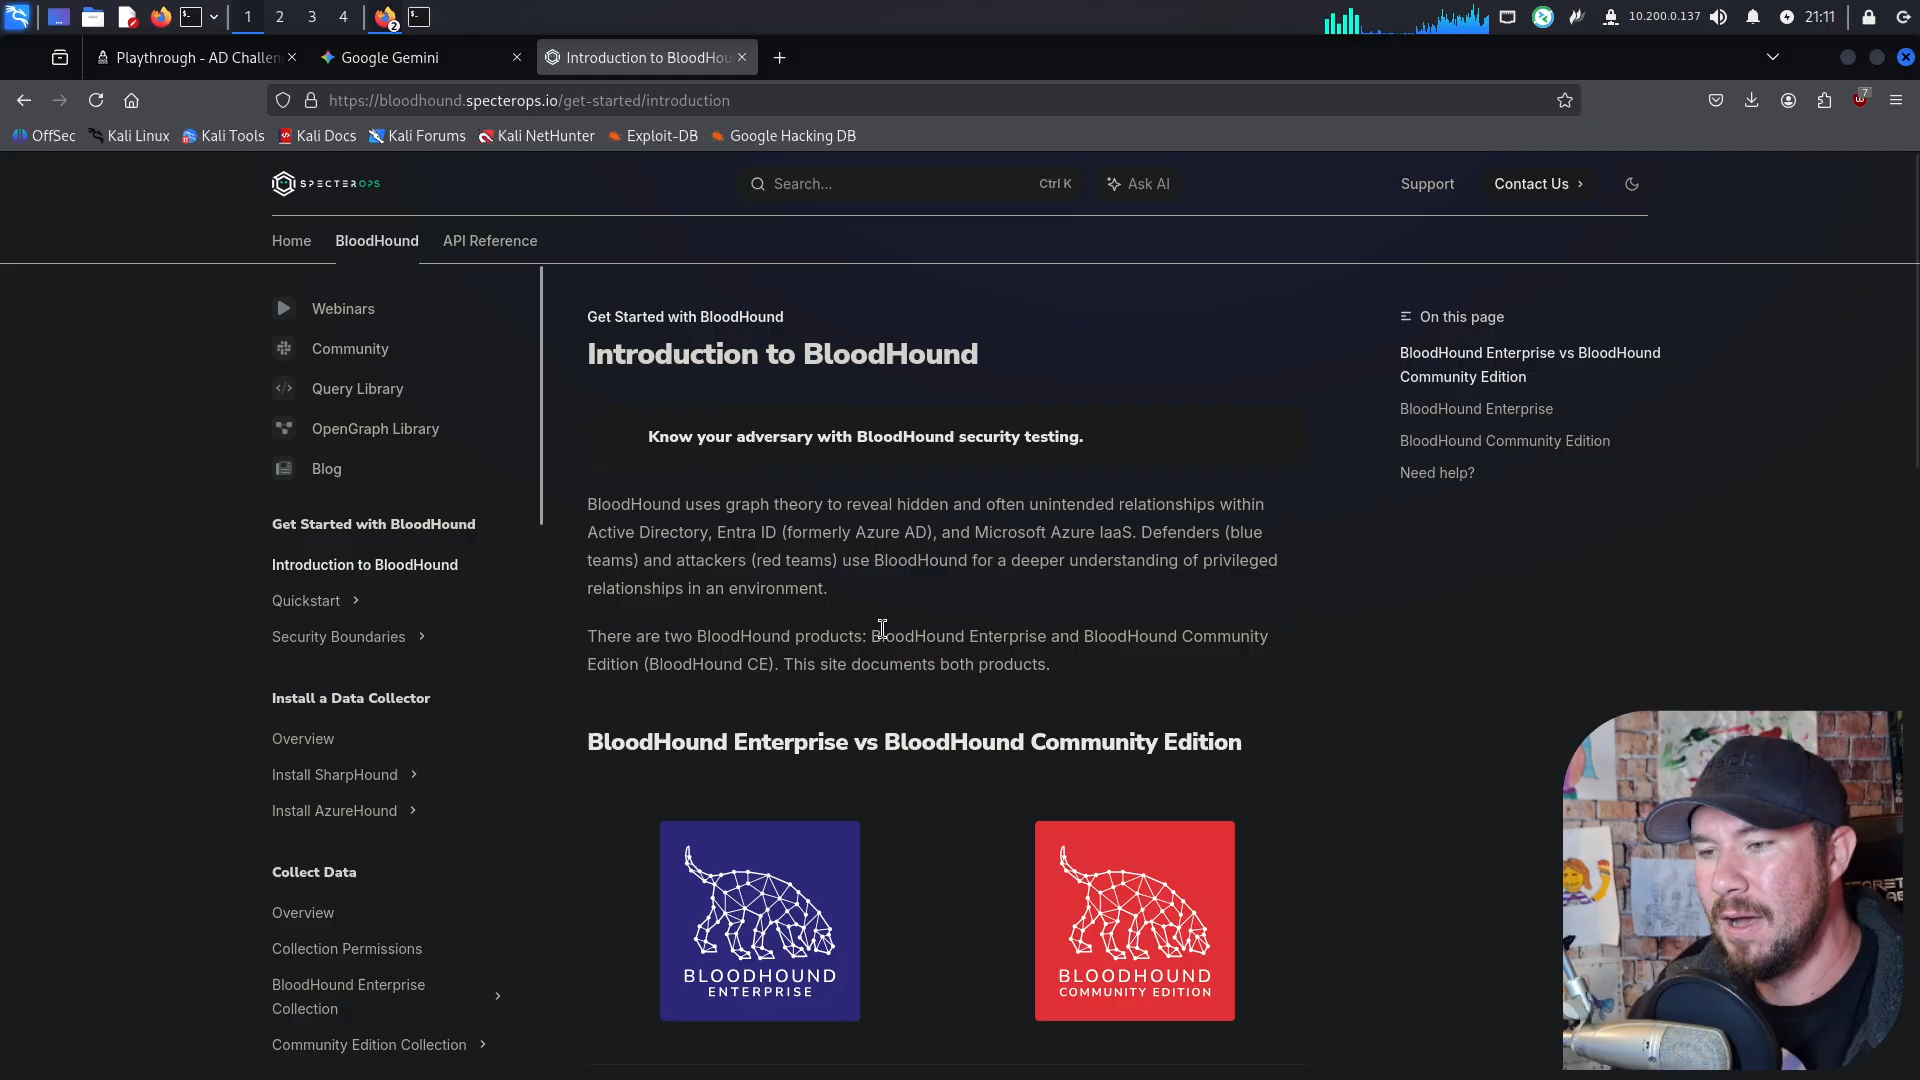 1
2
3
4
2
10.200.0.137
21:11
Playthrough - AD Challen
Google Gemini
Introduction to BloodHou
https://bloodhound.specterops.io/get-started/introduction
7
OffSec
Kali Linux
Kali Tools
Kali Docs
Kali Forums
Kali NetHunter
Exploit-DB
Google Hacking DB
SPECTEROPS
Search...
Ctrl K
Ask AI
Support
Contact Us
Home
BloodHound
API Reference
Webinars
Community
Query Library
OpenGraph Library
Blog
Get Started with BloodHound
Introduction to BloodHound
Quickstart
Security Boundaries
Install a Data Collector
Overview
Install SharpHound
Install AzureHound
Collect Data
Overview
Collection Permissions
BloodHound Enterprise
Collection
Community Edition Collection
Get Started with BloodHound
Introduction to BloodHound
Know your adversary with BloodHound security testing.
BloodHound uses graph theory to reveal hidden and often unintended relationships within
Active Directory, Entra ID (formerly Azure AD), and Microsoft Azure IaaS. Defenders (blue
teams) and attackers (red teams) use BloodHound for a deeper understanding of privileged
relationships in an environment.
There are two BloodHound products: BloodHound Enterprise and BloodHound Community
Edition (BloodHound CE). This site documents both products.
BloodHound Enterprise vs BloodHound Community Edition
BLOODHOUND
ENTERPRISE
BLOODHOUND
COMMUNITY EDITION
On this page
BloodHound Enterprise vs BloodHound
Community Edition
BloodHound Enterprise
BloodHound Community Edition
Need help?